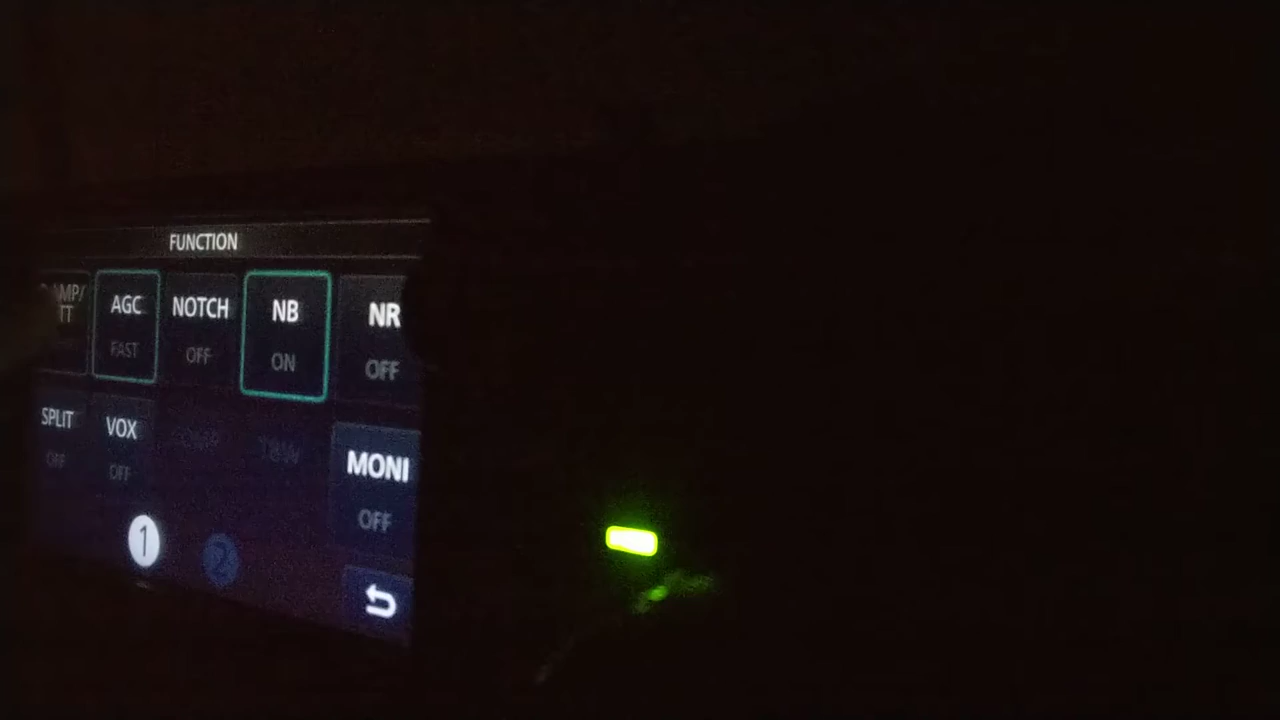 FUNCTION
AGC NOTCH NB NR
FAST OFF ON OFF
SPLIT VOX MONI
OFF OFF OFF
1 2